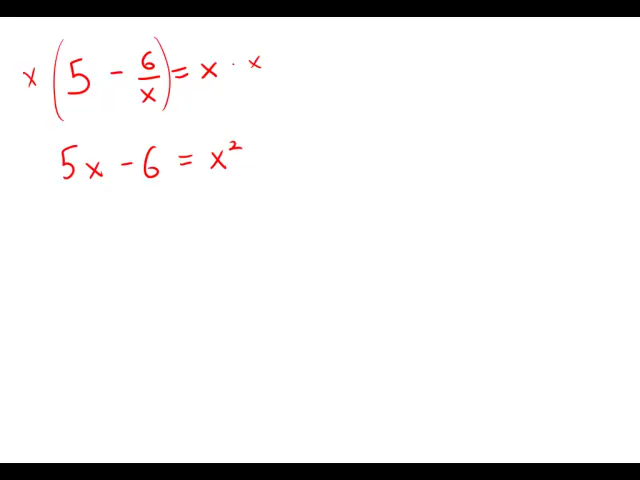 x(5 - 6/x) = x · x
5x - 6 = x²